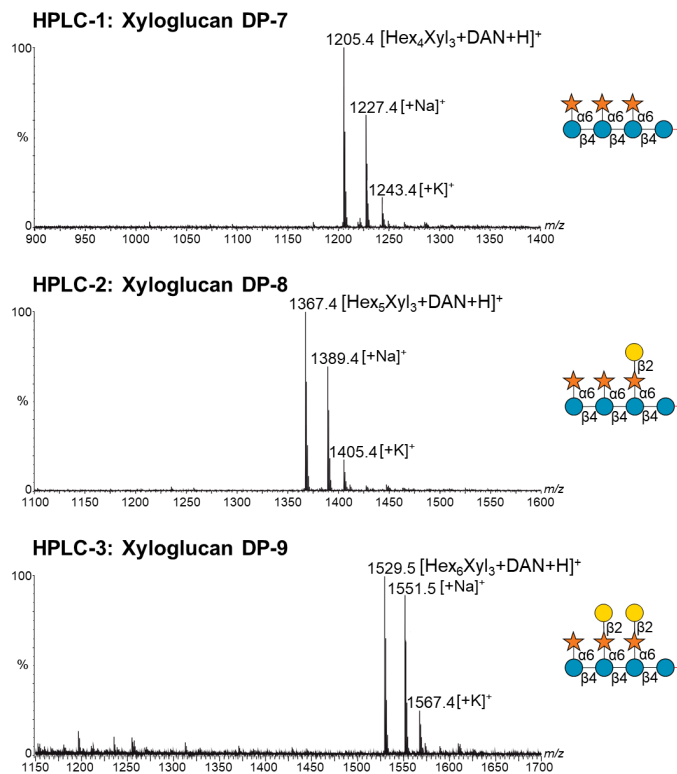 HPLC-1: Xyloglucan DP-7
1205.4 [Hex₄Xyl₃+DAN+H]⁺
100
1227.4 [+Na]⁺
%
1243.4 [+K]⁺
0
900 950 1000 1050 1100 1150 1200 1250 1300 1350 1400 m/z
α6 α6 α6
β4 β4 β4
HPLC-2: Xyloglucan DP-8
1367.4 [Hex₅Xyl₃+DAN+H]⁺
100
1389.4 [+Na]⁺
%
1405.4 [+K]⁺
0
1100 1150 1200 1250 1300 1350 1400 1450 1500 1550 1600 m/z
β2
α6 α6 α6
β4 β4 β4
HPLC-3: Xyloglucan DP-9
1529.5 [Hex₆Xyl₃+DAN+H]⁺
100
1551.5 [+Na]⁺
%
1567.4 [+K]⁺
0
1150 1200 1250 1300 1350 1400 1450 1500 1550 1600 1650 1700 m/z
β2 β2
α6 α6 α6
β4 β4 β4